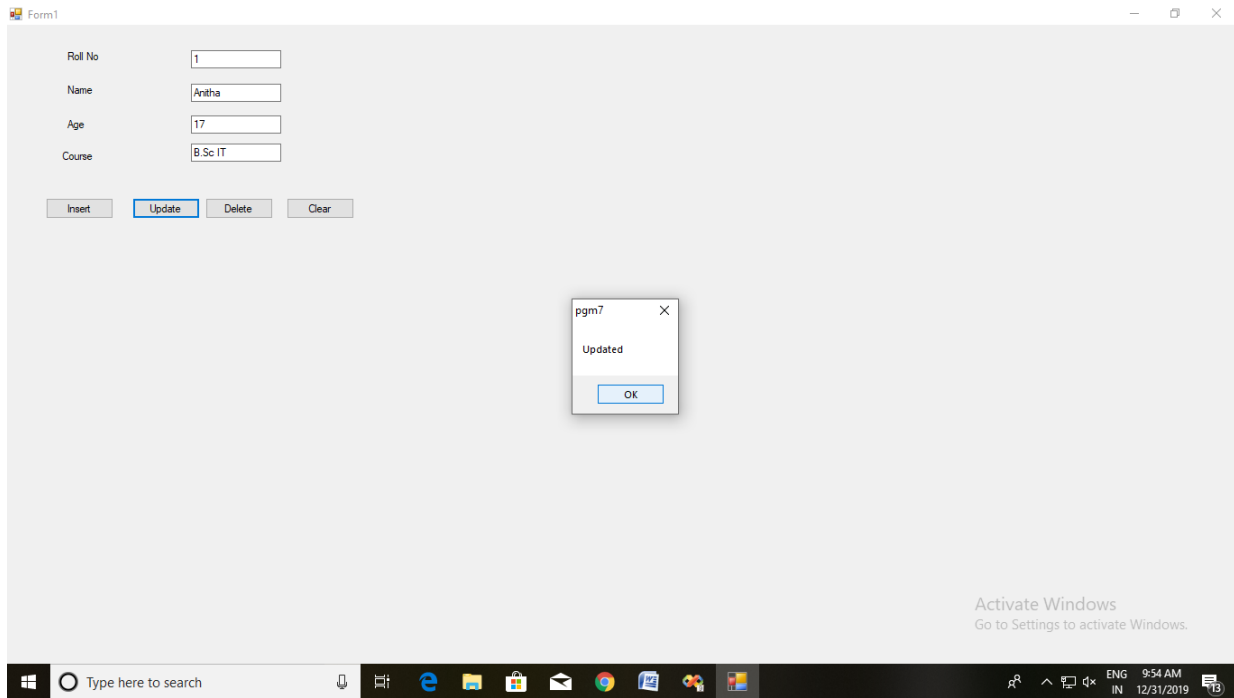 Form1
Roll No 1
Name Anitha
Age 17
Course B.Sc IT
Insert Update Delete Clear
pgm7
Updated
OK
Activate Windows
Go to Settings to activate Windows.
Type here to search
ENG 9:54 AM
IN 12/31/2019
13